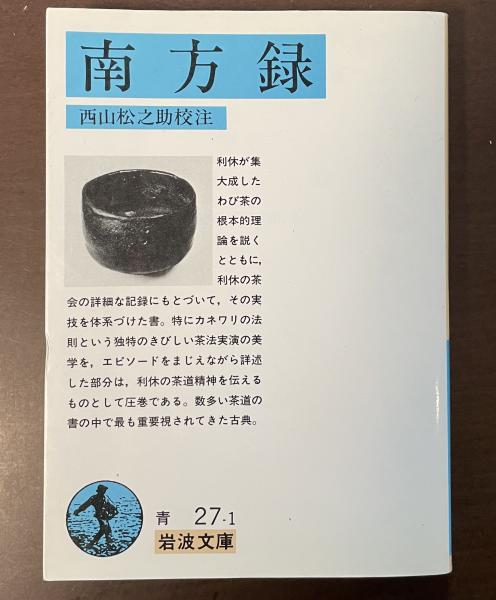 南方録
西山松之助校注
利休が集
大成した
わび茶の
根本的理
論を説く
とともに,
利休の茶
会の詳細な記録にもとづいて,その実
技を体系づけた書。特にカネワリの法
則という独特のきびしい茶法実演の美
学を,エピソードをまじえながら詳述
した部分は,利休の茶道精神を伝える
ものとして圧巻である。数多い茶道の
書の中で最も重要視されてきた古典。
青 27-1
岩波文庫